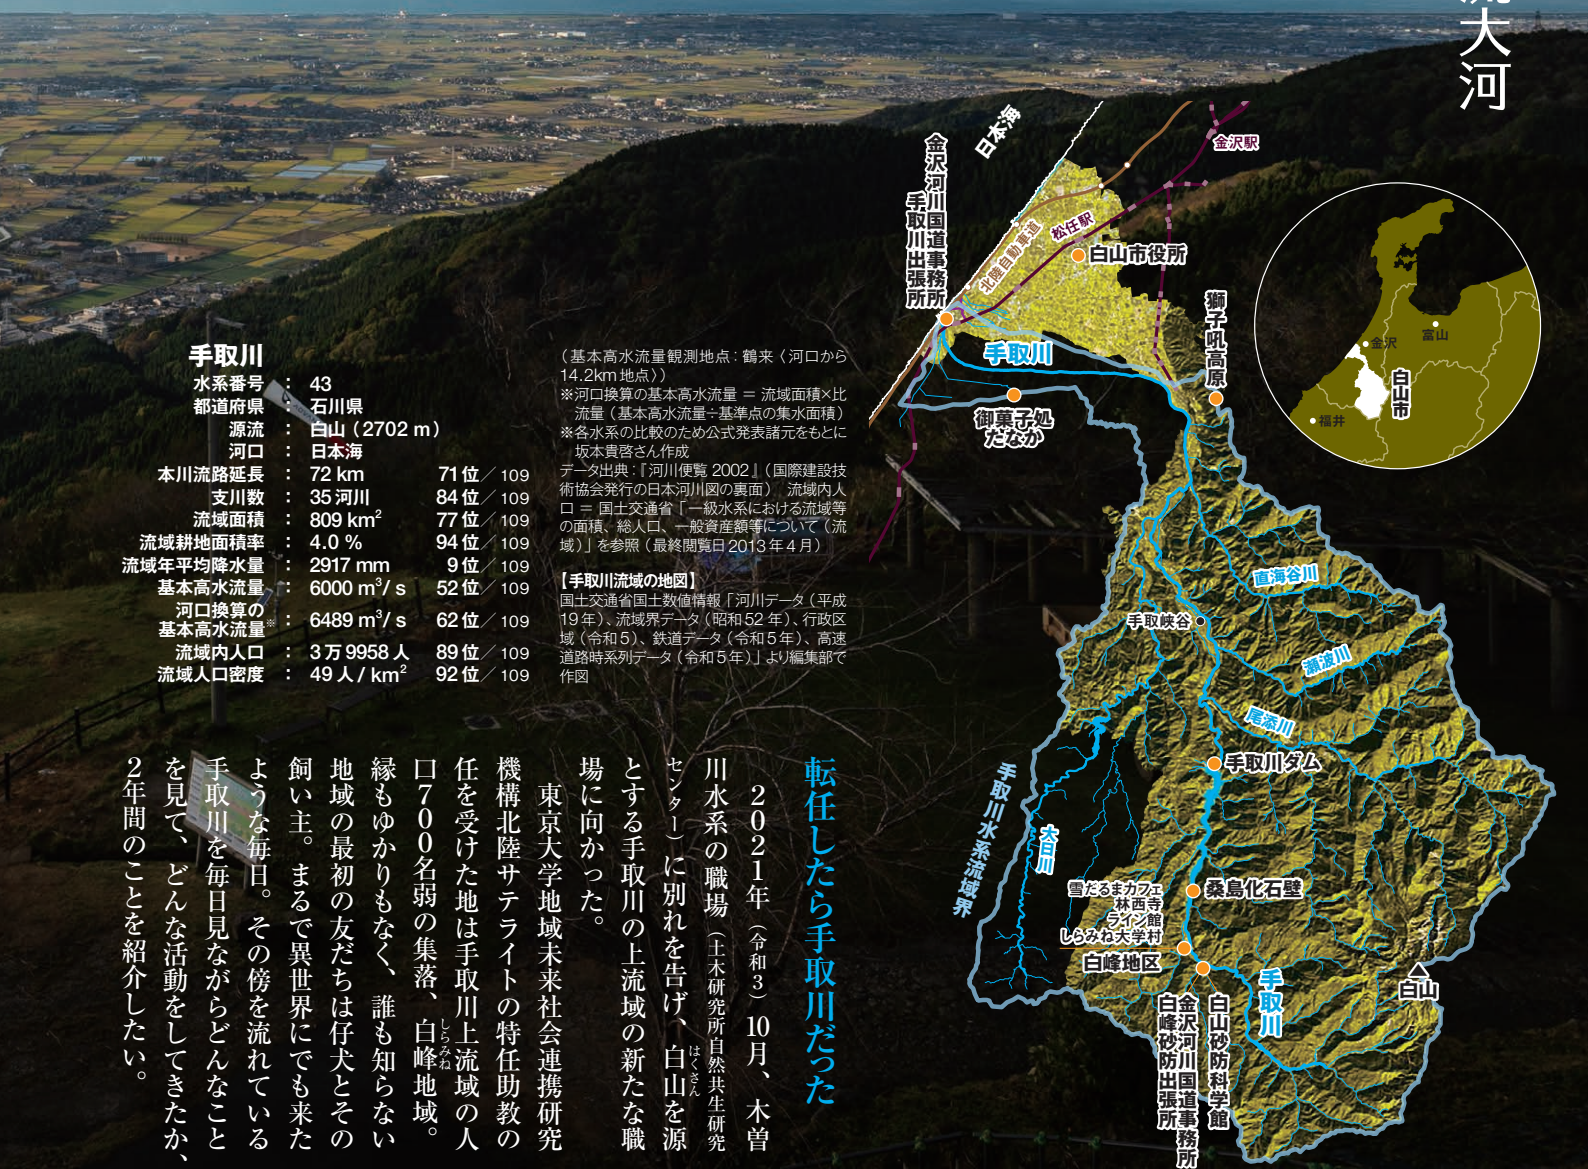 流大河
手取川
水系番号 : 43
都道府県 : 石川県
源流 : 白山（2702 m）
河口 : 日本海
本川流路延長 : 72 km 71位／109
支川数 : 35河川 84位／109
流域面積 : 809 km² 77位／109
流域耕地面積率 : 4.0 % 94位／109
流域年平均降水量 : 2917 mm 9位／109
基本高水流量 : 6000 m³/ s 52位／109
河口換算の
基本高水流量※ : 6489 m³/ s 62位／109
流域内人口 : 3万9958人 89位／109
流域人口密度 : 49人 / km² 92位／109
（基本高水流量観測地点：鶴来〈河口から
14.2km地点〉）
※河口換算の基本高水流量 ＝ 流域面積×比
流量（基本高水流量÷基準点の集水面積）
※各水系の比較のため公式発表諸元をもとに
坂本貴啓さん作成
データ出典：『河川便覧 2002』（国際建設技
術協会発行の日本河川図の裏面） 流域内人
口 ＝ 国土交通省「一級水系における流域等
の面積、総人口、一般資産額等について（流
域）」を参照（最終閲覧日2013年4月）
【手取川流域の地図】
国土交通省国土数値情報「河川データ（平成
19年）、流域界データ（昭和52年）、行政区
域（令和5）、鉄道データ（令和5年）、高速
道路時系列データ（令和5年）」より編集部で
作図
日本海
金沢駅
金沢河川国道事務所
手取川出張所
北陸自動車道
松任駅
白山市役所
獅子吼高原
手取川
御菓子処
たなか
金沢
富山
白山市
福井
直海谷川
手取峡谷
瀬波川
尾添川
手取川ダム
手取川水系流域界
大日川
桑島化石壁
雪だるまカフェ
林西寺
ライン館
しらみね大学村
白峰地区
手取川
白山
白山砂防科学館
金沢河川国道事務所
白峰砂防出張所
転任したら手取川だった
2021年（令和3）10月、木曽
川水系の職場（土木研究所自然共生研究
センター）に別れを告げ、白山（はくさん）を源
とする手取川の上流域の新たな職
場に向かった。
東京大学地域未来社会連携研究
機構北陸サテライトの特任助教の
任を受けた地は手取川上流域の人
口700名弱の集落、白峰（しらみね）地域。
縁もゆかりもなく、誰も知らない
地域の最初の友だちは仔犬とその
飼い主。まるで異世界にでも来た
ような毎日。その傍を流れている
手取川を毎日見ながらどんなこと
を見て、どんな活動をしてきたか、
2年間のことを紹介したい。